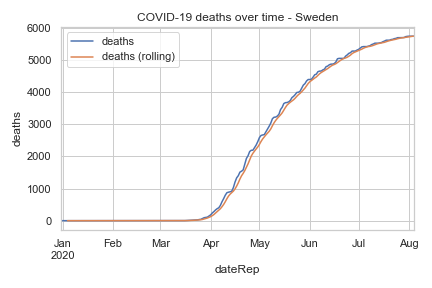 COVID-19 deaths over time - Sweden
deaths
deaths (rolling)
6000
5000
4000
3000
2000
1000
0
deaths
Jan Feb Mar Apr May Jun Jul Aug
2020
dateRep